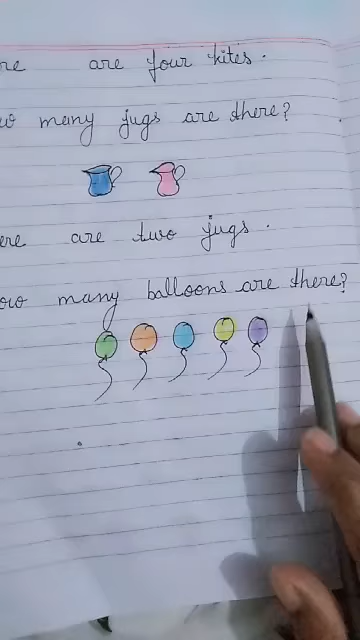 are four kites.
many jugs are there?
are two jugs.
many balloons are there?